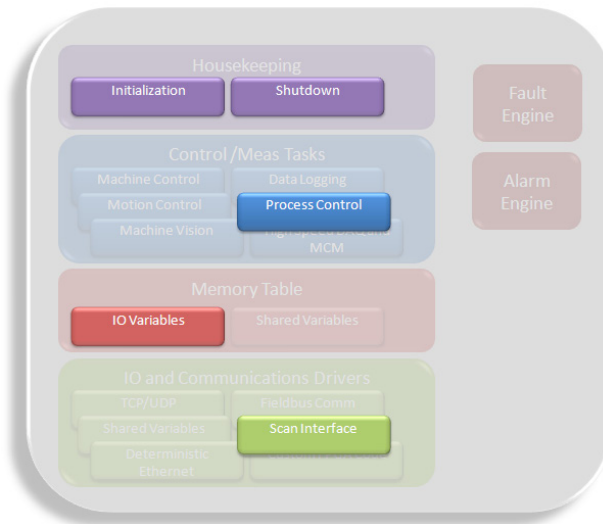 Housekeeping
Initialization
Shutdown
Fault
Engine
Control /Meas Tasks
Machine Control
Data Logging
Motion Control
Process Control
Machine Vision
MCM
Alarm
Engine
Memory Table
IO Variables
Shared Variables
IO and Communications Drivers
TCP/UDP
Fieldbus Comm
Shared Variables
Scan Interface
Deterministic
Ethernet